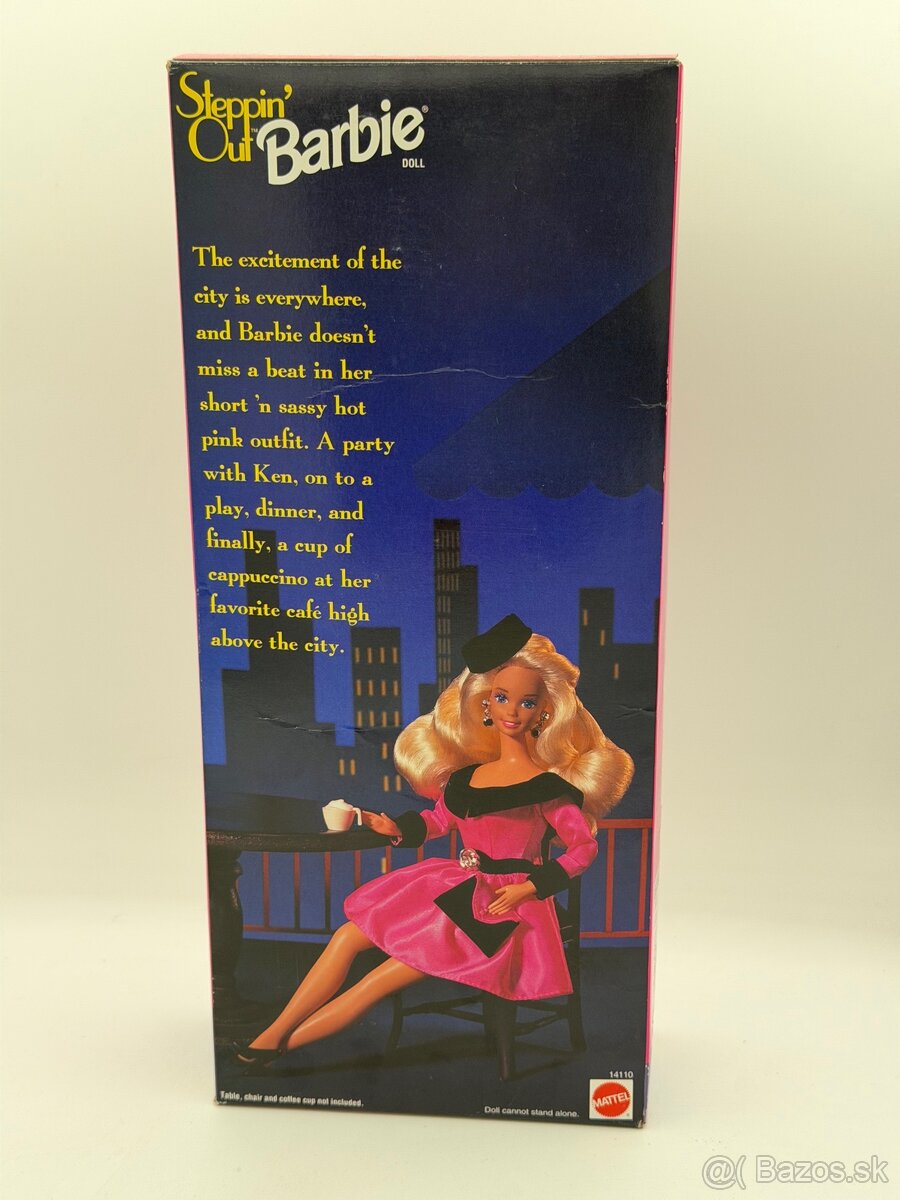 Steppin'
Out™ Barbie®
DOLL
The excitement of the
city is everywhere,
and Barbie doesn't
miss a beat in her
short 'n sassy hot
pink outfit. A party
with Ken, on to a
play, dinner, and
finally, a cup of
cappuccino at her
favorite café high
above the city.
14110
MATTEL
Table, chair and coffee cup not included.
Doll cannot stand alone.
@( Bazos.sk